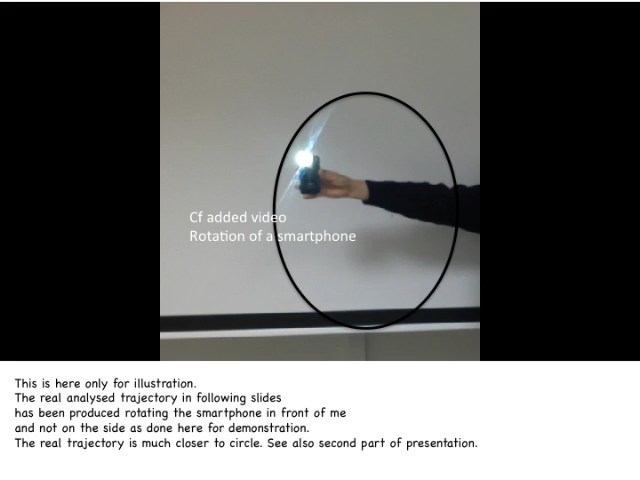 Cf added video
Rotation of a smartphone
This is here only for illustration.
The real analysed trajectory in following slides
has been produced rotating the smartphone in front of me
and not on the side as done here for demonstration.
The real trajectory is much closer to circle. See also second part of presentation.